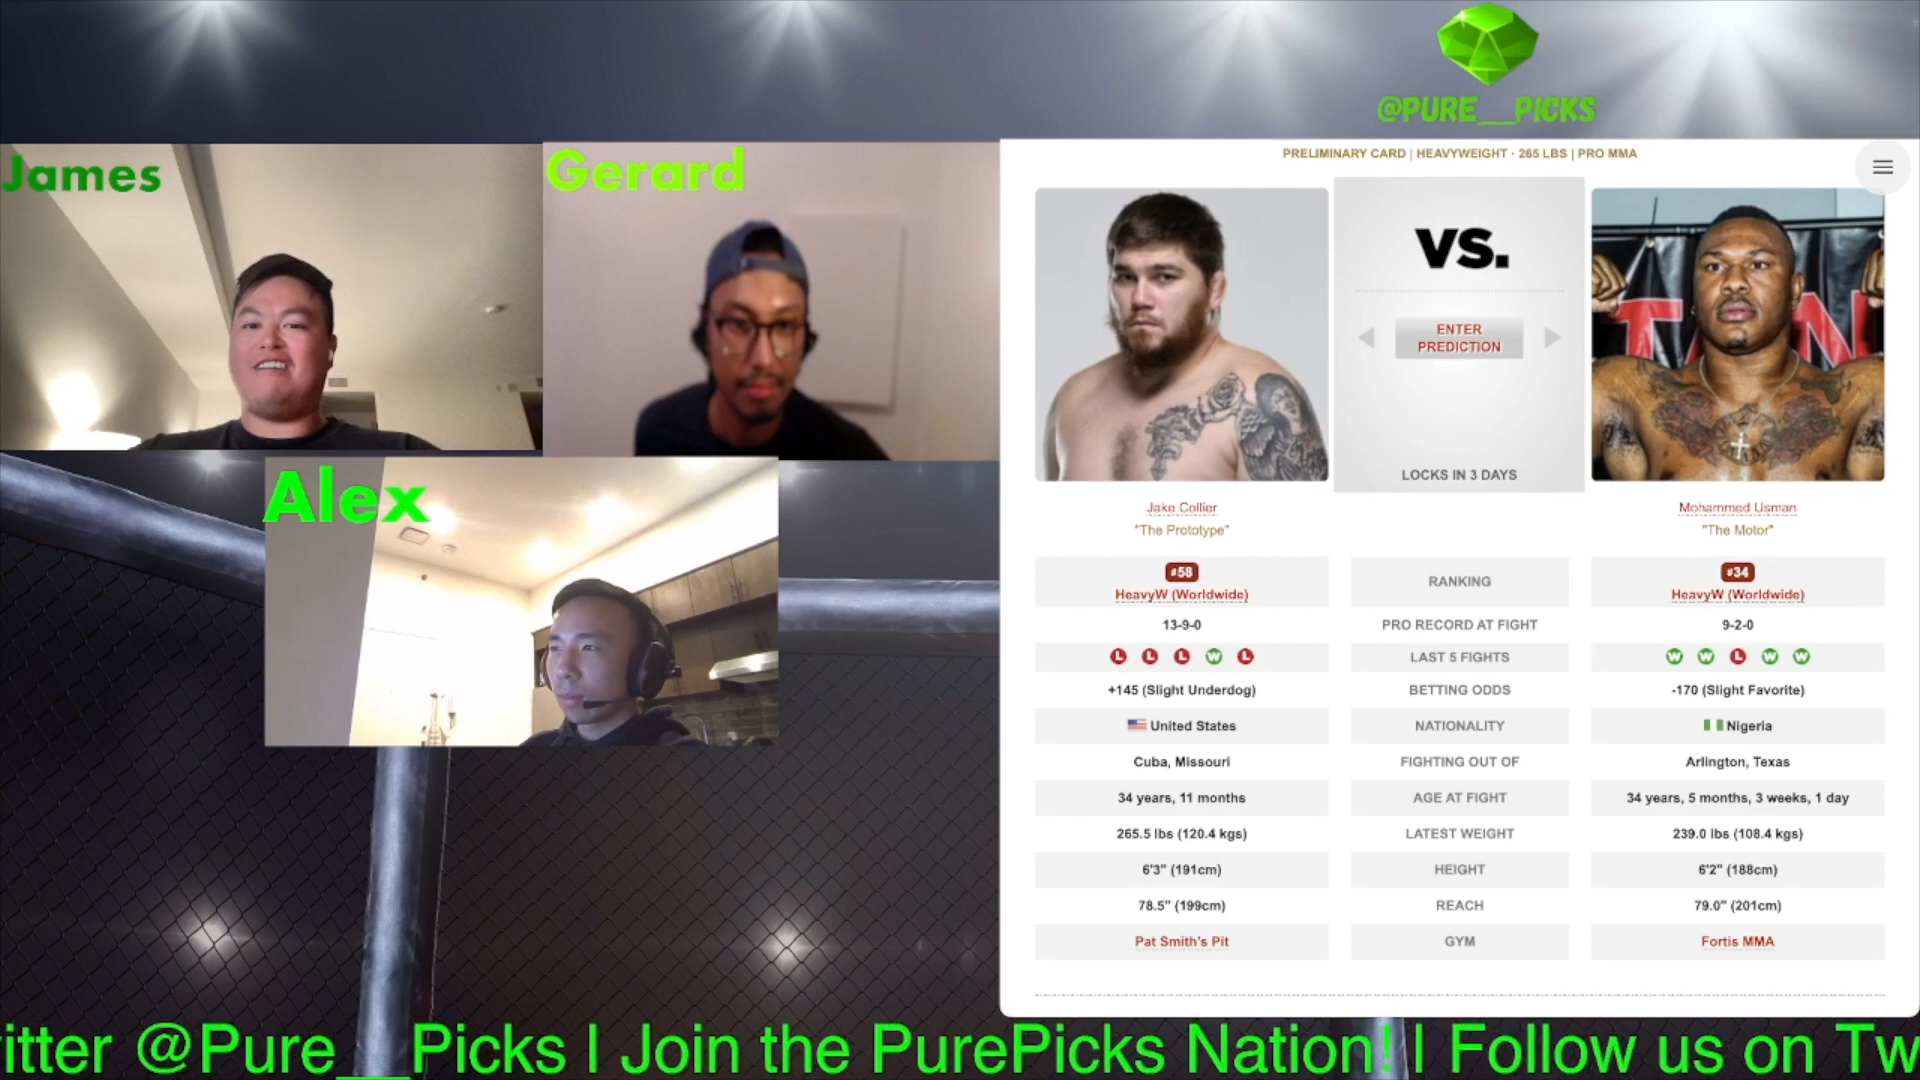 @PURE__PICKS
James
Gerard
Alex
PRELIMINARY CARD | HEAVYWEIGHT · 265 LBS | PRO MMA
VS.
ENTER
PREDICTION
LOCKS IN 3 DAYS
Jake Collier
"The Prototype"
Mohammed Usman
"The Motor"
#58
HeavyW (Worldwide)
RANKING
#34
HeavyW (Worldwide)
13-9-0 PRO RECORD AT FIGHT 9-2-0
L L L W L LAST 5 FIGHTS W W L W W
+145 (Slight Underdog) BETTING ODDS -170 (Slight Favorite)
United States NATIONALITY Nigeria
Cuba, Missouri FIGHTING OUT OF Arlington, Texas
34 years, 11 months AGE AT FIGHT 34 years, 5 months, 3 weeks, 1 day
265.5 lbs (120.4 kgs) LATEST WEIGHT 239.0 lbs (108.4 kgs)
6'3" (191cm) HEIGHT 6'2" (188cm)
78.5" (199cm) REACH 79.0" (201cm)
Pat Smith's Pit GYM Fortis MMA
itter @Pure__Picks I Join the PurePicks Nation! I Follow us on Tw